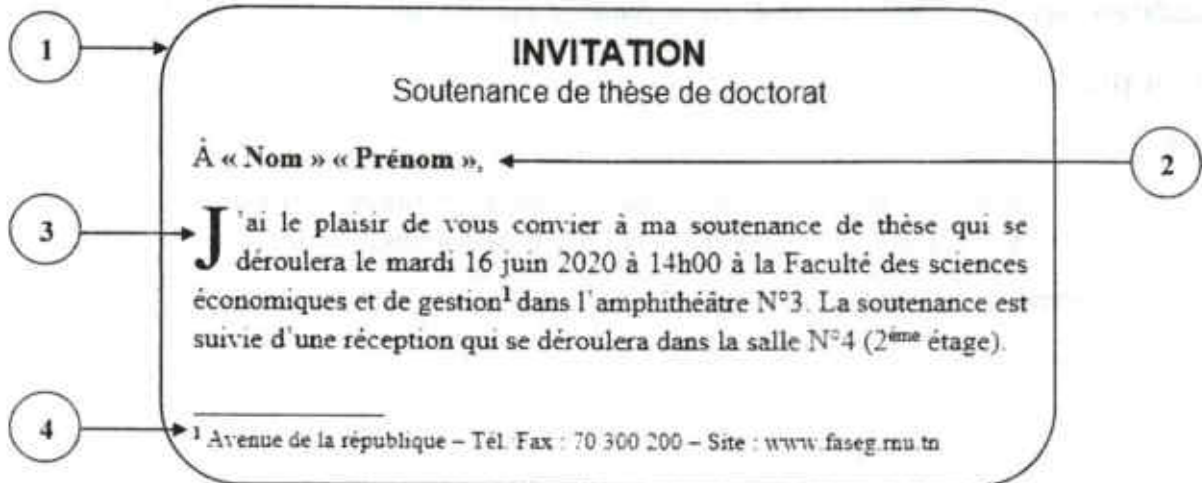 INVITATION
Soutenance de thèse de doctorat
1
À « Nom » « Prénom »,
2
3
J'ai le plaisir de vous convier à ma soutenance de thèse qui se
déroulera le mardi 16 juin 2020 à 14h00 à la Faculté des sciences
économiques et de gestion¹ dans l'amphithéâtre N°3. La soutenance est
suivie d'une réception qui se déroulera dans la salle N°4 (2ème étage).
4
¹ Avenue de la république – Tél. Fax : 70 300 200 – Site : www.faseg.rnu.tn